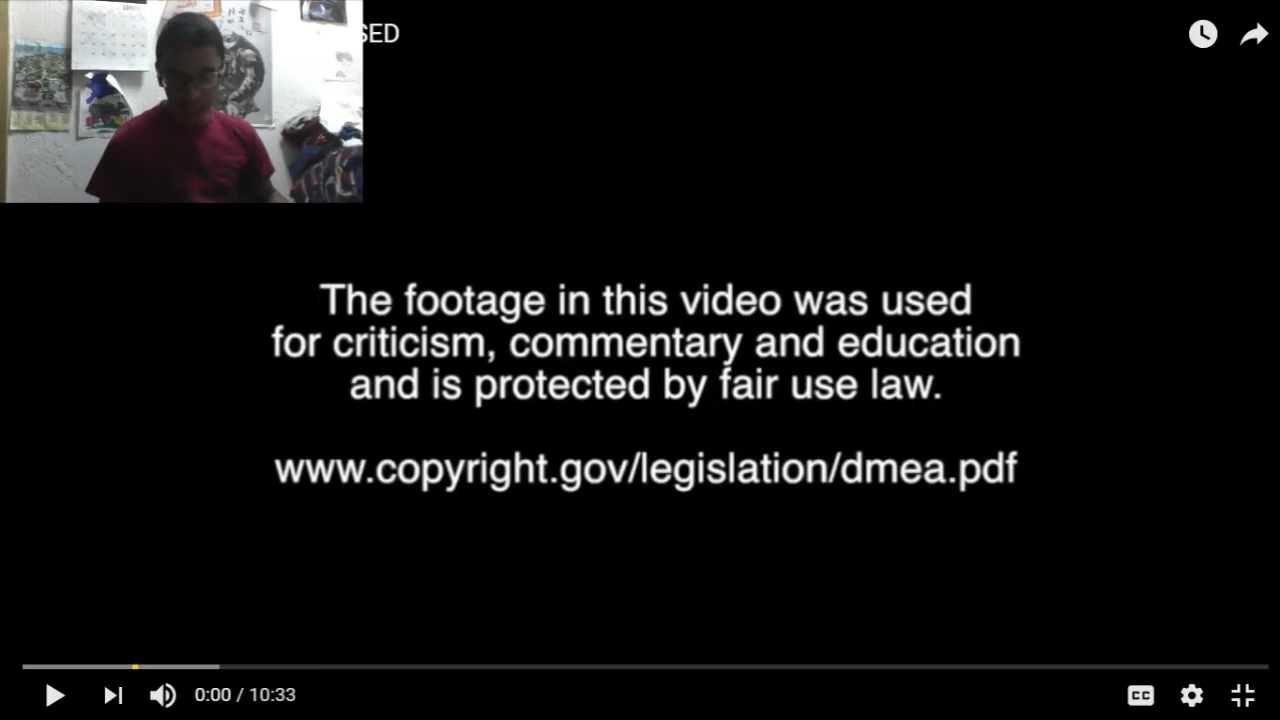 SED
The footage in this video was used
for criticism, commentary and education
and is protected by fair use law.
www.copyright.gov/legislation/dmea.pdf
0:00 / 10:33
CC